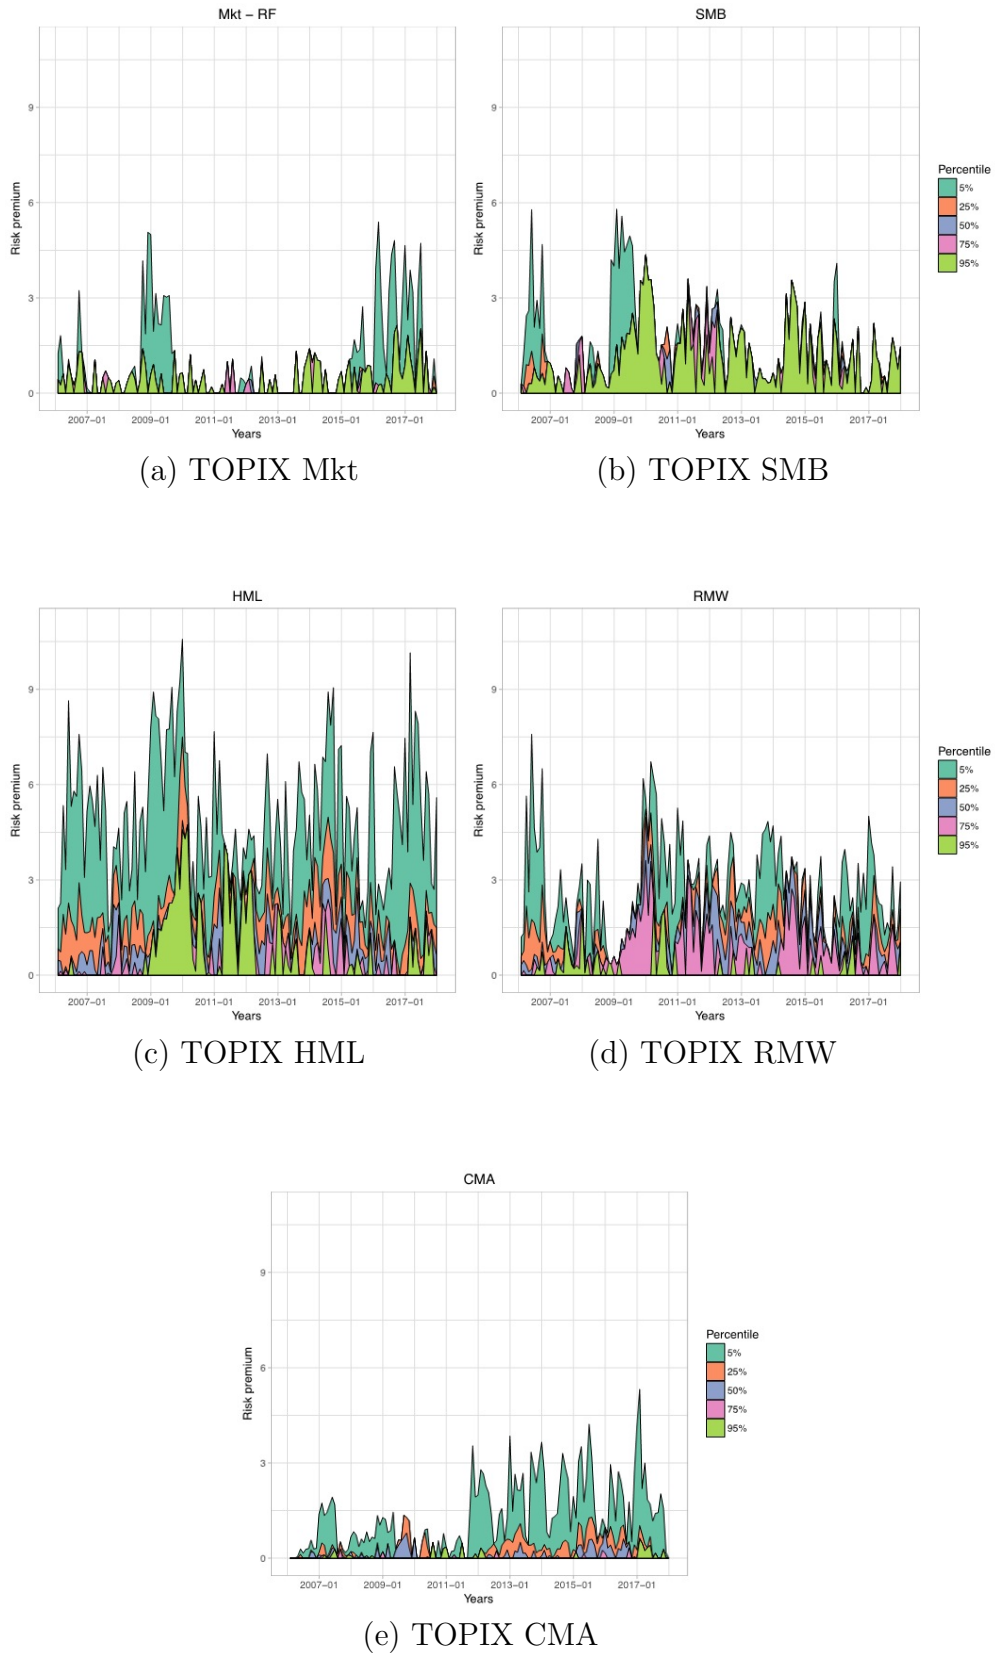 Mkt − RF
SMB
9
6
3
0
Risk premium
2007−01 2009−01 2011−01 2013−01 2015−01 2017−01
Years
9
6
3
0
Risk premium
2007−01 2009−01 2011−01 2013−01 2015−01 2017−01
Years
Percentile
5%
25%
50%
75%
95%
(a) TOPIX Mkt
(b) TOPIX SMB
HML
RMW
9
6
3
0
Risk premium
2007−01 2009−01 2011−01 2013−01 2015−01 2017−01
Years
9
6
3
0
Risk premium
2007−01 2009−01 2011−01 2013−01 2015−01 2017−01
Years
Percentile
5%
25%
50%
75%
95%
(c) TOPIX HML
(d) TOPIX RMW
CMA
9
6
3
0
Risk premium
2007−01 2009−01 2011−01 2013−01 2015−01 2017−01
Years
Percentile
5%
25%
50%
75%
95%
(e) TOPIX CMA